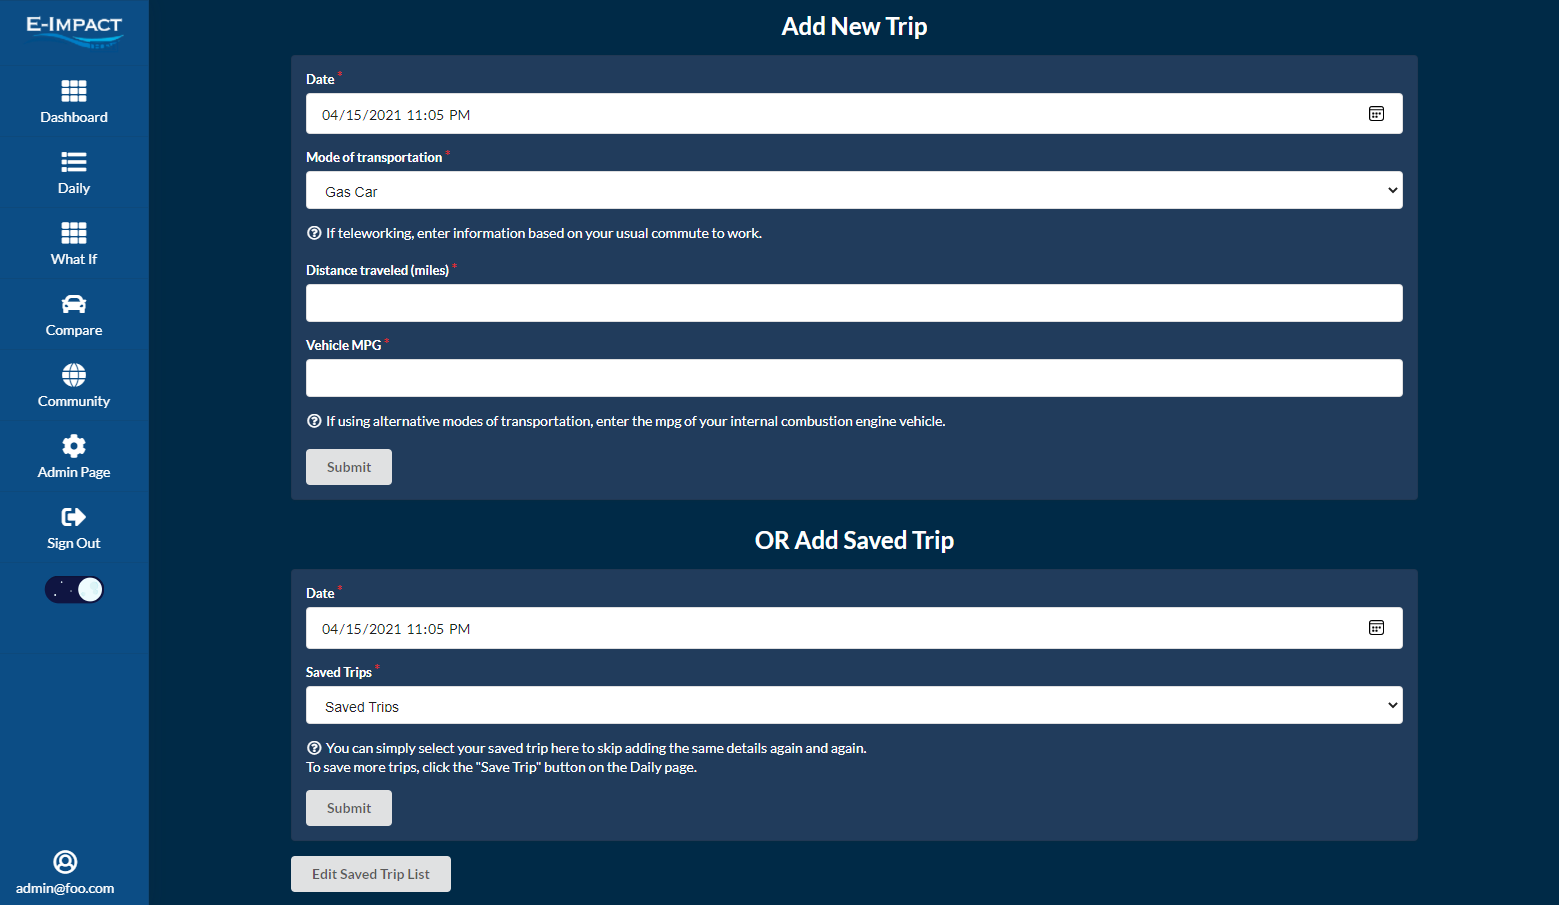 E-IMPACT
Dashboard
Daily
What If
Compare
Community
Admin Page
Sign Out
admin@foo.com
Add New Trip
Date *
04/15/2021 11:05 PM
Mode of transportation *
Gas Car
If teleworking, enter information based on your usual commute to work.
Distance traveled (miles) *
Vehicle MPG *
If using alternative modes of transportation, enter the mpg of your internal combustion engine vehicle.
Submit
OR Add Saved Trip
Date *
04/15/2021 11:05 PM
Saved Trips *
Saved Trips
You can simply select your saved trip here to skip adding the same details again and again.
To save more trips, click the "Save Trip" button on the Daily page.
Submit
Edit Saved Trip List